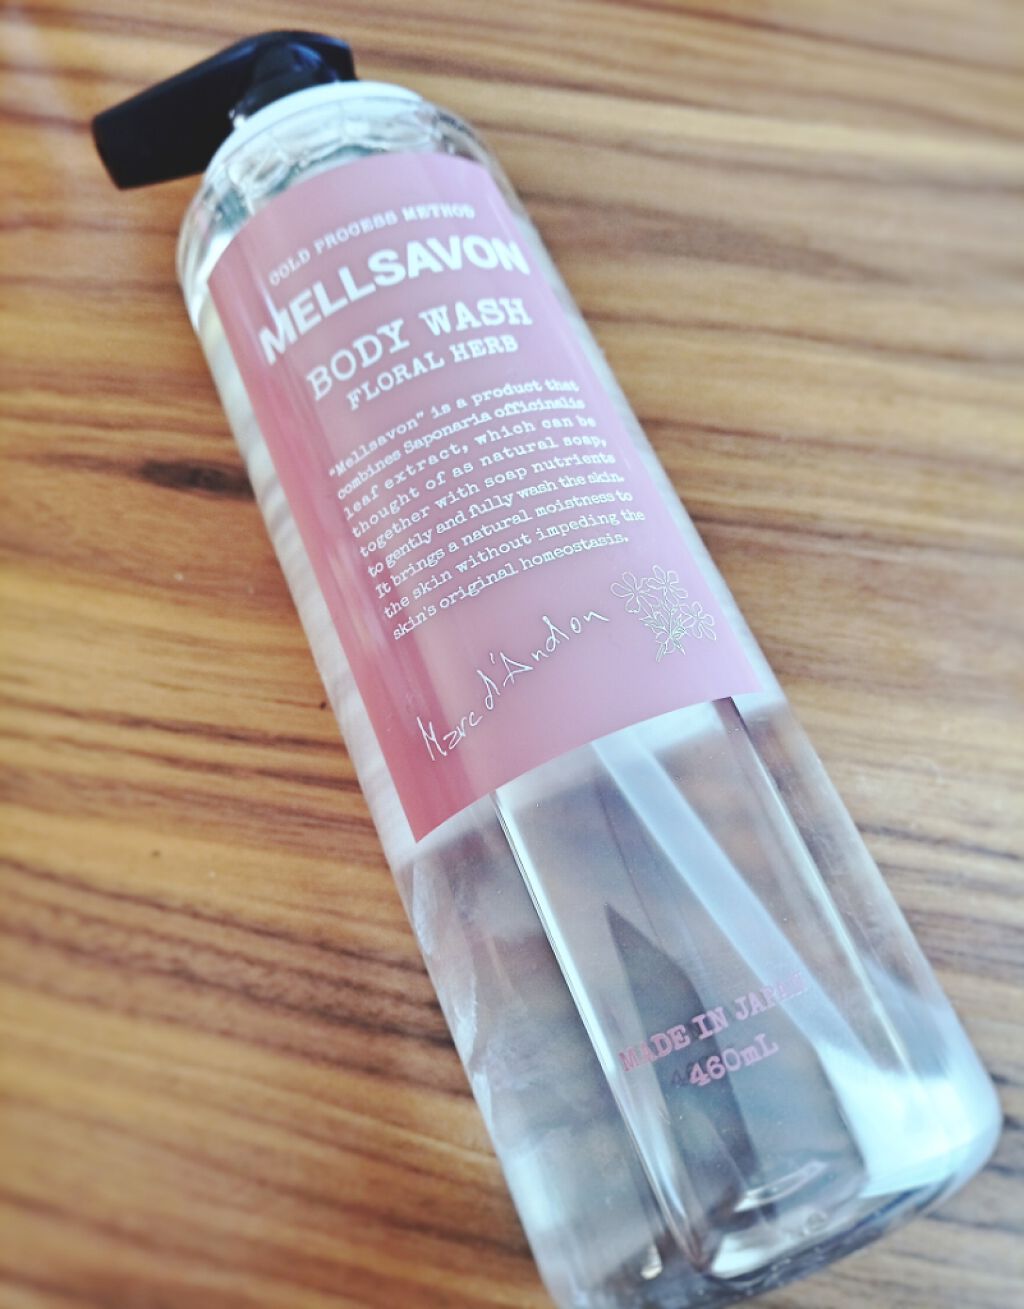 COLD PROCESS METHOD
MELLSAVON
BODY WASH
FLORAL HERB
"Mellsavon" is a product that
combines Saponaria officinalis
leaf extract, which can be
thought of as natural soap,
together with soap nutrients
to gently and fully wash the skin.
It brings a natural moistness to
the skin without impeding the
skin's original homeostasis.
Marc d'Andon
MADE IN JAPAN
460mL